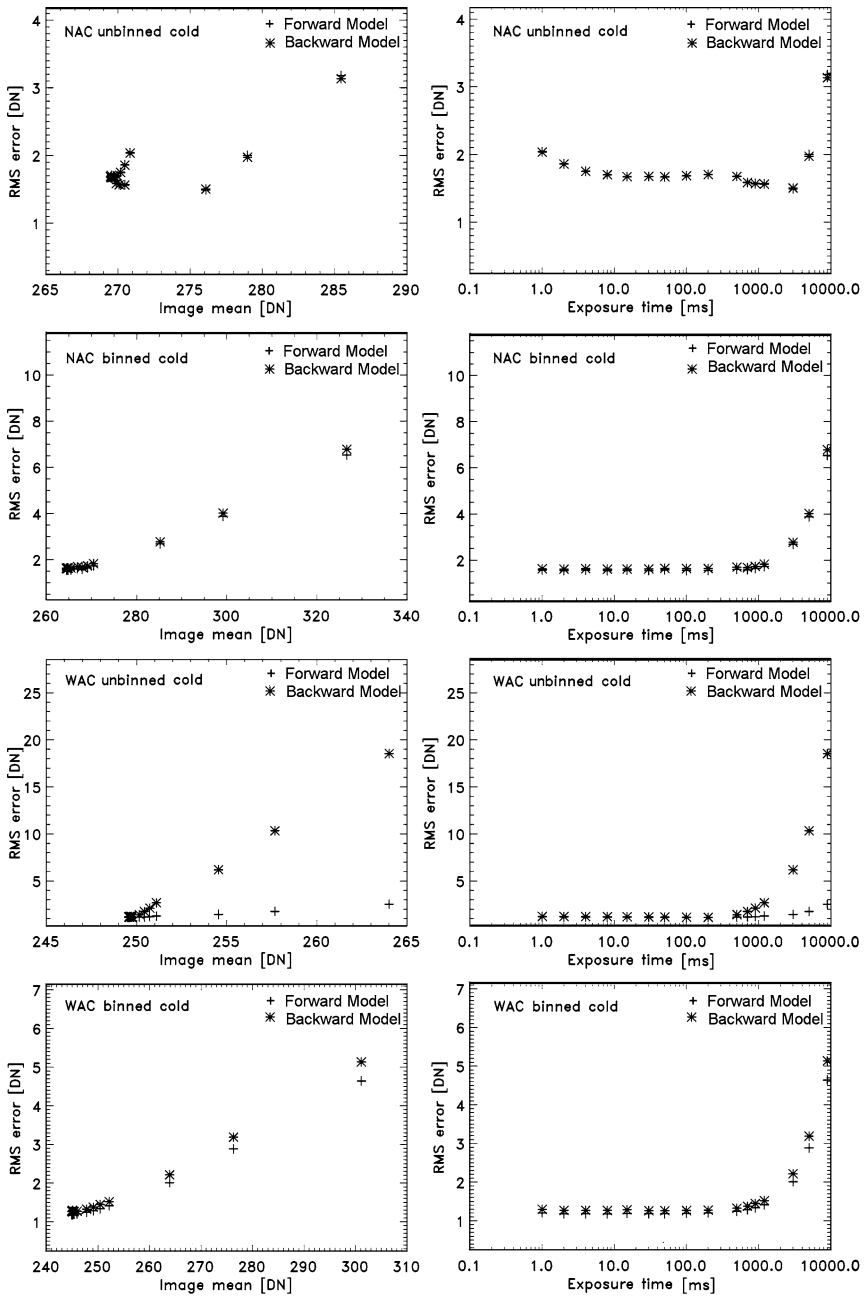 NAC unbinned cold
+ Forward Model
* Backward Model
RMS error [DN]
4
3
2
1
265 270 275 280 285 290
Image mean [DN]
NAC unbinned cold
+ Forward Model
* Backward Model
RMS error [DN]
4
3
2
1
0.1 1.0 10.0 100.0 1000.0 10000.0
Exposure time [ms]
NAC binned cold
+ Forward Model
* Backward Model
RMS error [DN]
10
8
6
4
2
260 280 300 320 340
Image mean [DN]
NAC binned cold
+ Forward Model
* Backward Model
RMS error [DN]
10
8
6
4
2
0.1 1.0 10.0 100.0 1000.0 10000.0
Exposure time [ms]
WAC unbinned cold
+ Forward Model
* Backward Model
RMS error [DN]
25
20
15
10
5
245 250 255 260 265
Image mean [DN]
WAC unbinned cold
+ Forward Model
* Backward Model
RMS error [DN]
25
20
15
10
5
0.1 1.0 10.0 100.0 1000.0 10000.0
Exposure time [ms]
WAC binned cold
+ Forward Model
* Backward Model
RMS error [DN]
7
6
5
4
3
2
1
240 250 260 270 280 290 300 310
Image mean [DN]
WAC binned cold
+ Forward Model
* Backward Model
RMS error [DN]
7
6
5
4
3
2
1
0.1 1.0 10.0 100.0 1000.0 10000.0
Exposure time [ms]